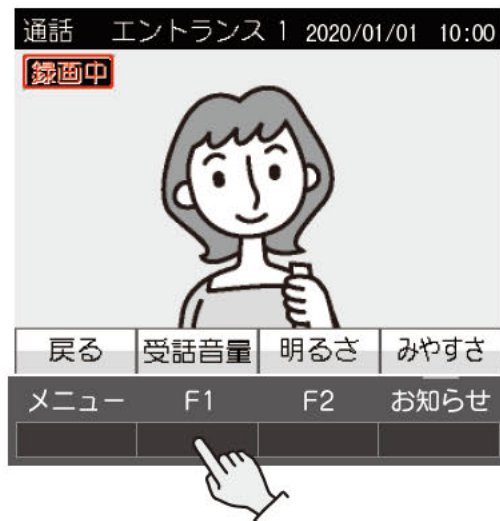 通話 エントランス 1 2020/01/01 10:00
録画中
戻る 受話音量 明るさ みやすさ
メニュー F1 F2 お知らせ